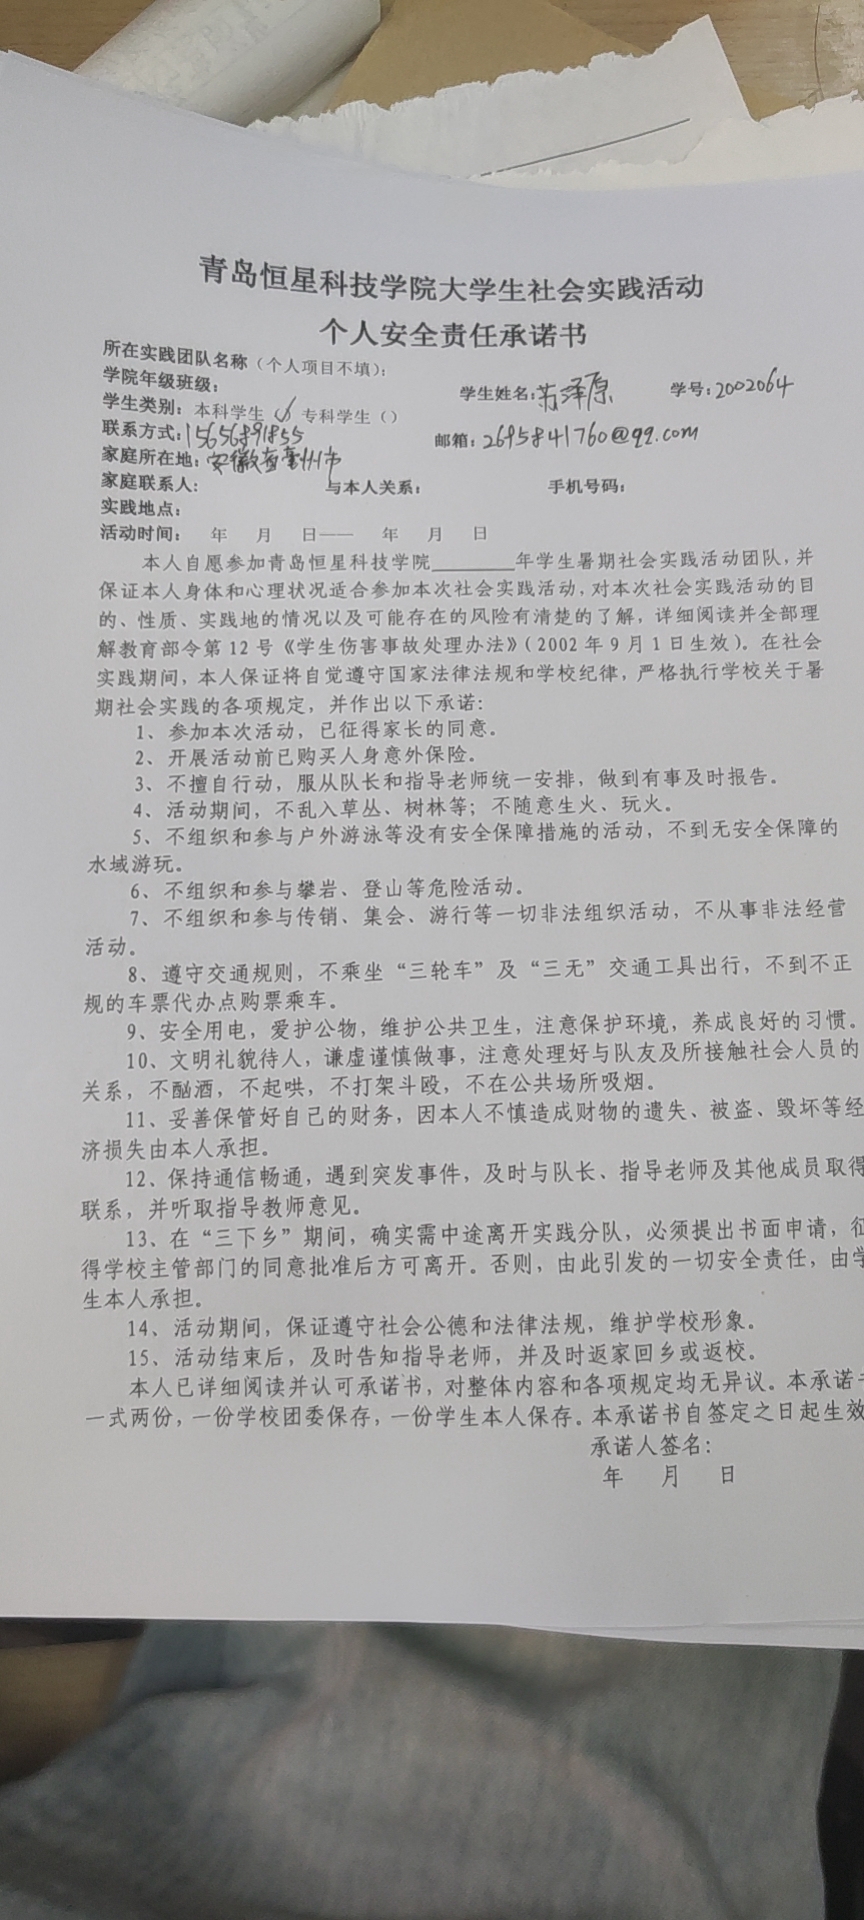 青岛恒星科技学院大学生社会实践活动
个人安全责任承诺书
所在实践团队名称（个人项目不填）：
学院年级班级： 学生姓名：苏泽原 学号：2002064
学生类别：本科学生（√）专科学生（）
联系方式：15656891855 邮箱：2695841760@qq.com
家庭所在地：安徽省亳州市
家庭联系人： 与本人关系： 手机号码：
实践地点：
活动时间： 年 月 日—— 年 月 日
本人自愿参加青岛恒星科技学院________年学生暑期社会实践活动团队，并
保证本人身体和心理状况适合参加本次社会实践活动，对本次社会实践活动的目
的、性质、实践地的情况以及可能存在的风险有清楚的了解，详细阅读并全部理
解教育部令第 12 号《学生伤害事故处理办法》（2002 年 9 月 1 日生效）。在社会
实践期间，本人保证将自觉遵守国家法律法规和学校纪律，严格执行学校关于暑
期社会实践的各项规定，并作出以下承诺：
1、参加本次活动，已征得家长的同意。
2、开展活动前已购买人身意外保险。
3、不擅自行动，服从队长和指导老师统一安排，做到有事及时报告。
4、活动期间，不乱入草丛、树林等；不随意生火、玩火。
5、不组织和参与户外游泳等没有安全保障措施的活动，不到无安全保障的
水域游玩。
6、不组织和参与攀岩、登山等危险活动。
7、不组织和参与传销、集会、游行等一切非法组织活动，不从事非法经营
活动。
8、遵守交通规则，不乘坐“三轮车”及“三无”交通工具出行，不到不正
规的车票代办点购票乘车。
9、安全用电，爱护公物，维护公共卫生，注意保护环境，养成良好的习惯。
10、文明礼貌待人，谦虚谨慎做事，注意处理好与队友及所接触社会人员的
关系，不酗酒，不起哄，不打架斗殴，不在公共场所吸烟。
11、妥善保管好自己的财务，因本人不慎造成财物的遗失、被盗、毁坏等经
济损失由本人承担。
12、保持通信畅通，遇到突发事件，及时与队长、指导老师及其他成员取得
联系，并听取指导教师意见。
13、在“三下乡”期间，确实需中途离开实践分队，必须提出书面申请，征
得学校主管部门的同意批准后方可离开。否则，由此引发的一切安全责任，由学
生本人承担。
14、活动期间，保证遵守社会公德和法律法规，维护学校形象。
15、活动结束后，及时告知指导老师，并及时返家回乡或返校。
本人已详细阅读并认可承诺书，对整体内容和各项规定均无异议。本承诺书
一式两份，一份学校团委保存，一份学生本人保存。本承诺书自签定之日起生效
承诺人签名：
年 月 日